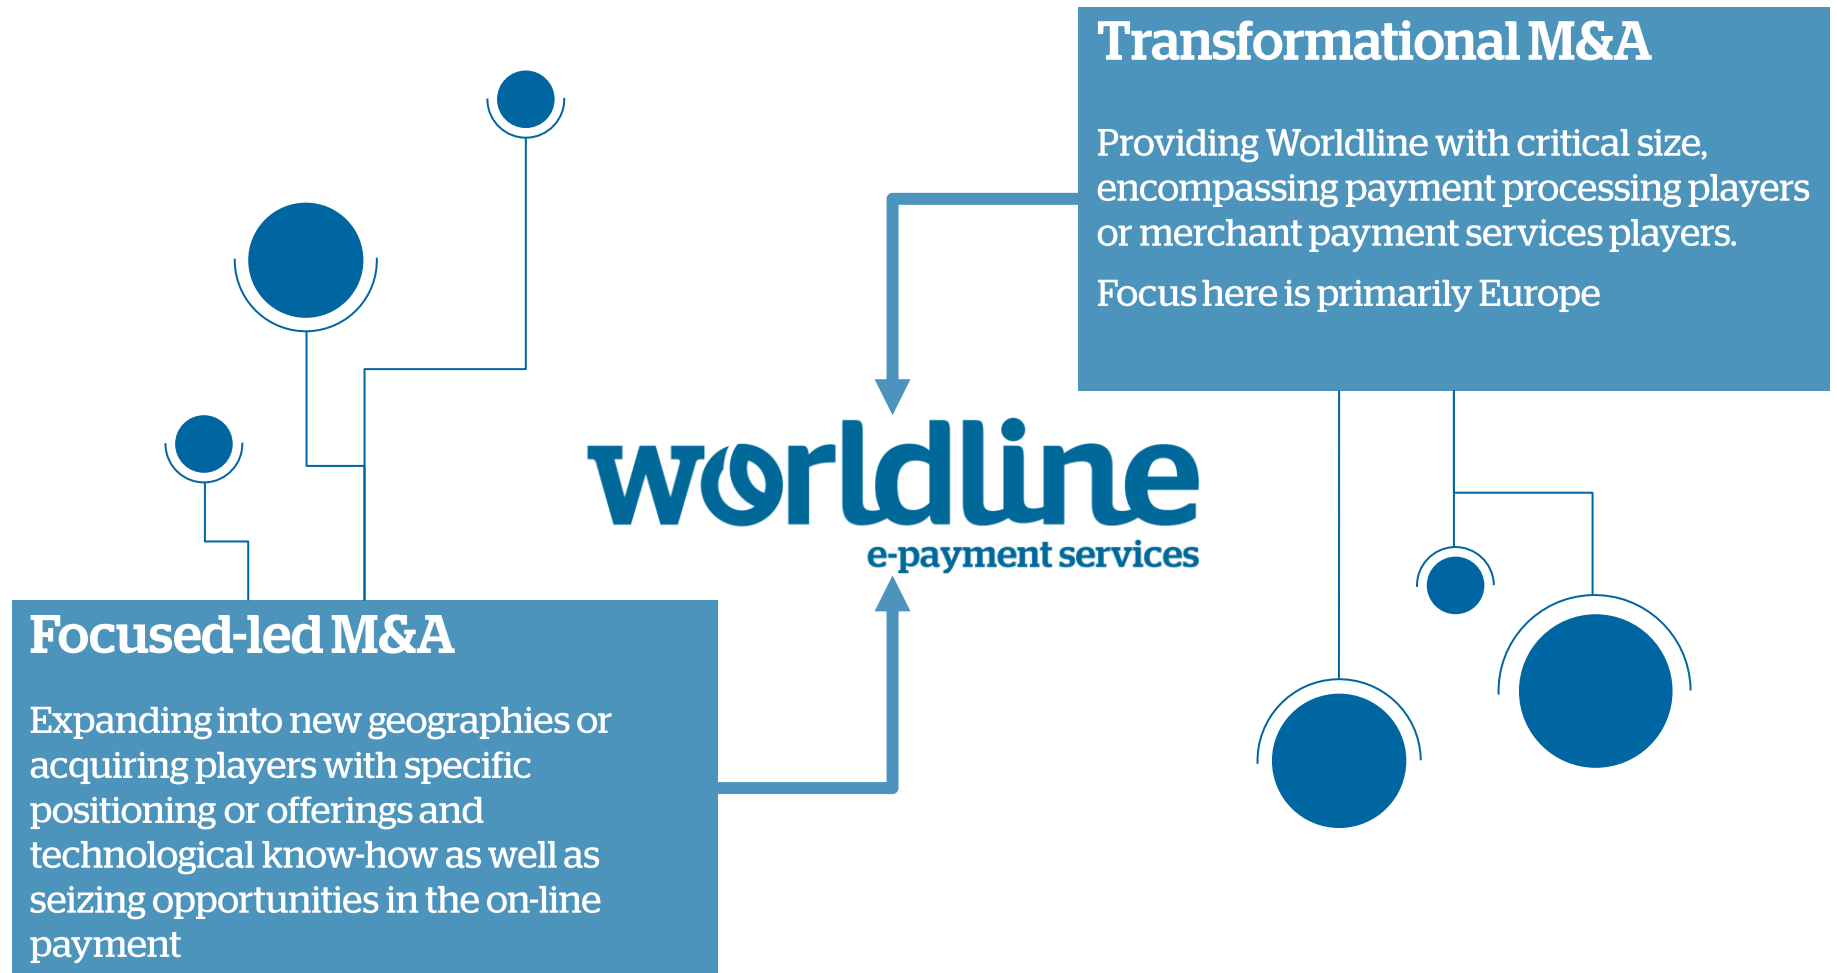 Transformational M&A
Providing Worldline with critical size,
encompassing payment processing players
or merchant payment services players.
Focus here is primarily Europe
worldline
e-payment services
Focused-led M&A
Expanding into new geographies or
acquiring players with specific
positioning or offerings and
technological know-how as well as
seizing opportunities in the on-line
payment